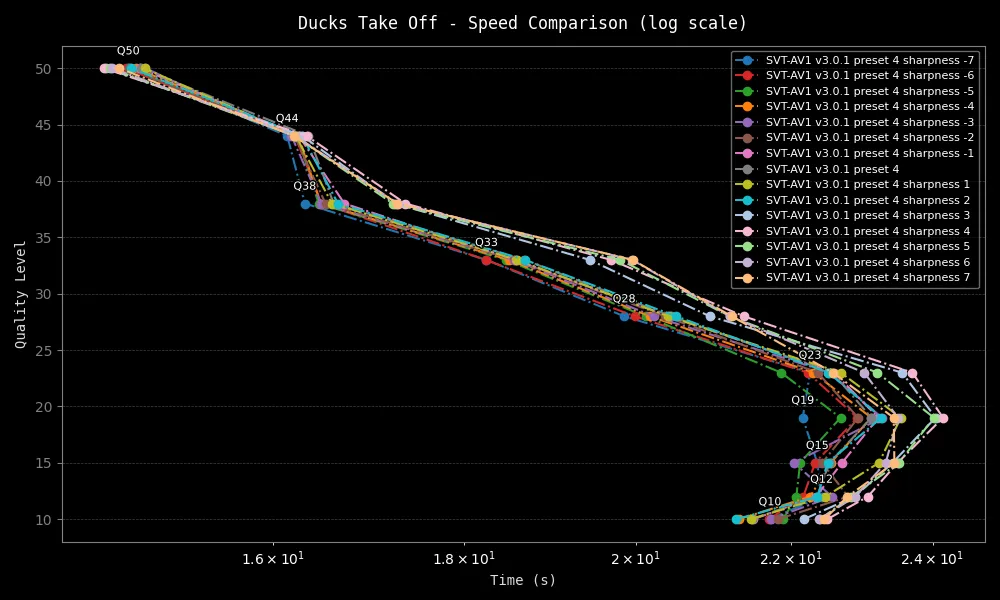 Ducks Take Off - Speed Comparison (log scale)
SVT-AV1 v3.0.1 preset 4 sharpness -7
SVT-AV1 v3.0.1 preset 4 sharpness -6
SVT-AV1 v3.0.1 preset 4 sharpness -5
SVT-AV1 v3.0.1 preset 4 sharpness -4
SVT-AV1 v3.0.1 preset 4 sharpness -3
SVT-AV1 v3.0.1 preset 4 sharpness -2
SVT-AV1 v3.0.1 preset 4 sharpness -1
SVT-AV1 v3.0.1 preset 4
SVT-AV1 v3.0.1 preset 4 sharpness 1
SVT-AV1 v3.0.1 preset 4 sharpness 2
SVT-AV1 v3.0.1 preset 4 sharpness 3
SVT-AV1 v3.0.1 preset 4 sharpness 4
SVT-AV1 v3.0.1 preset 4 sharpness 5
SVT-AV1 v3.0.1 preset 4 sharpness 6
SVT-AV1 v3.0.1 preset 4 sharpness 7
Q50
Q44
Q38
Q33
Q28
Q23
Q19
Q15
Q12
Q10
Quality Level
50
45
40
35
30
25
20
15
10
1.6 × 10¹
1.8 × 10¹
2 × 10¹
2.2 × 10¹
2.4 × 10¹
Time (s)